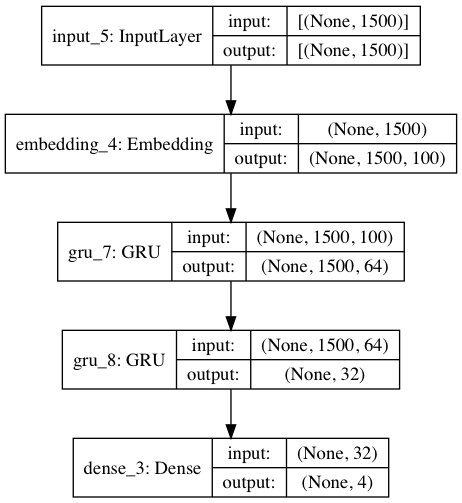 input_5: InputLayer input: [(None, 1500)]
output: [(None, 1500)]
embedding_4: Embedding input: (None, 1500)
output: (None, 1500, 100)
gru_7: GRU input: (None, 1500, 100)
output: (None, 1500, 64)
gru_8: GRU input: (None, 1500, 64)
output: (None, 32)
dense_3: Dense input: (None, 32)
output: (None, 4)